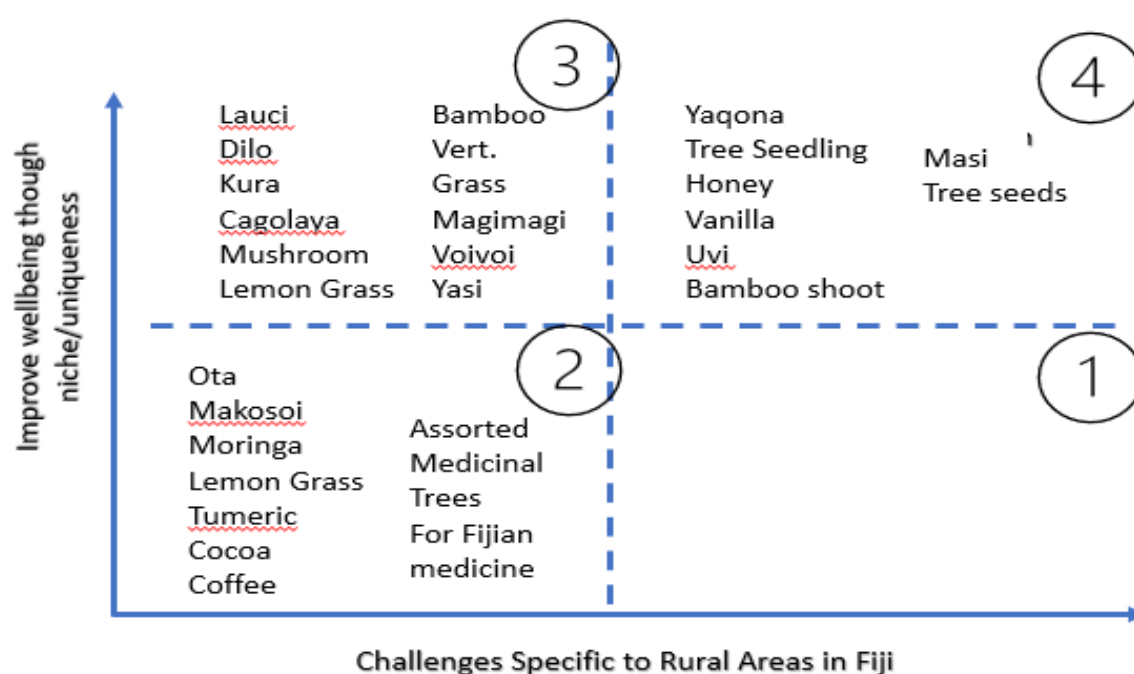 Improve wellbeing though
niche/uniqueness
3
Lauci
Dilo
Kura
Cagolaya
Mushroom
Lemon Grass
Bamboo
Vert.
Grass
Magimagi
Voivoi
Yasi
4
Yaqona
Tree Seedling
Honey
Vanilla
Uvi
Bamboo shoot
Masi
Tree seeds
2
Ota
Makosoi
Moringa
Lemon Grass
Tumeric
Cocoa
Coffee
Assorted
Medicinal
Trees
For Fijian
medicine
1
Challenges Specific to Rural Areas in Fiji